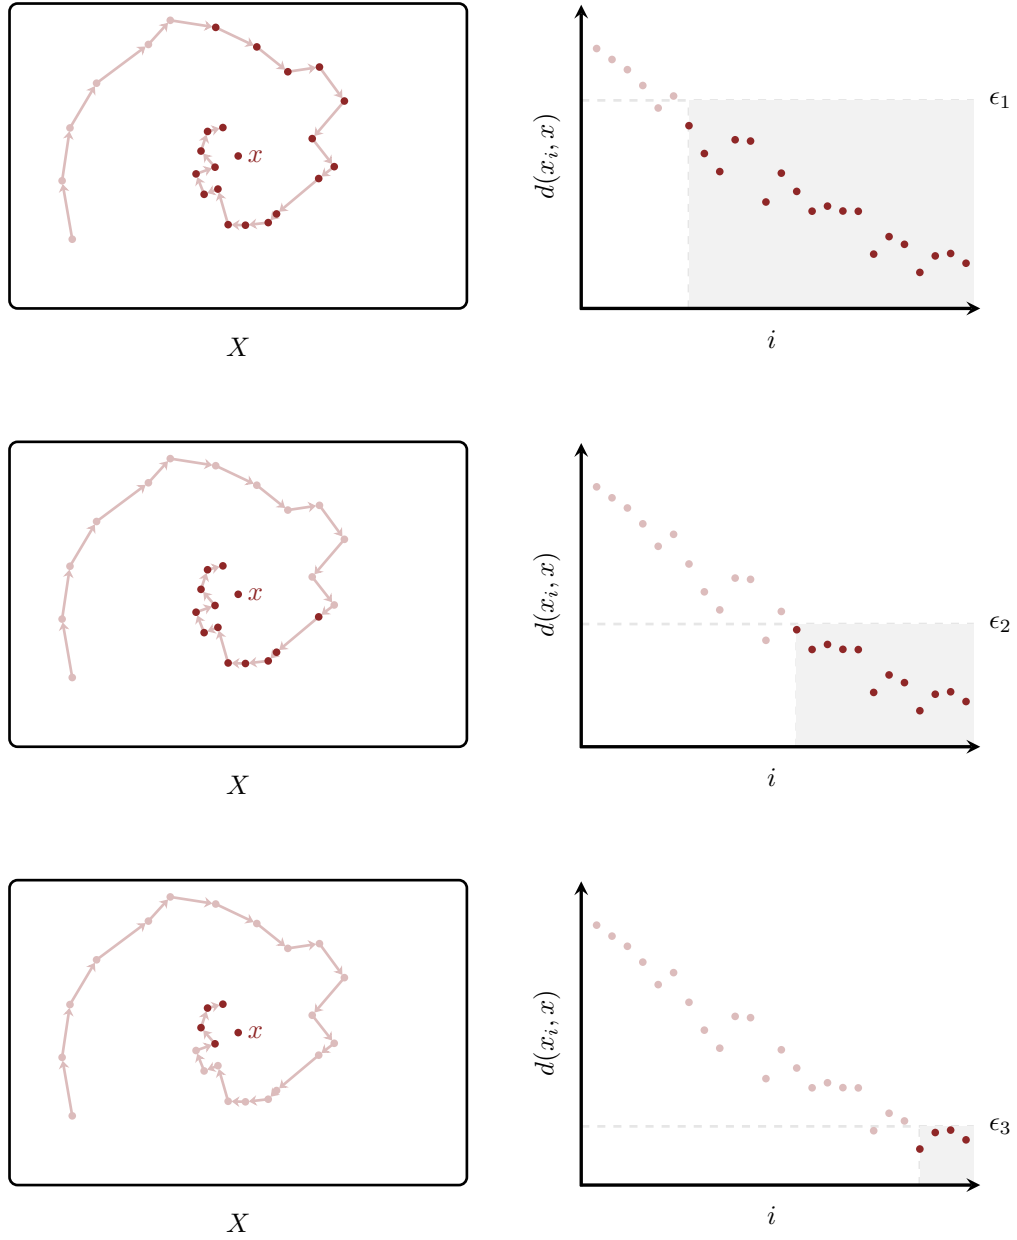 x
X
d(x_i, x)
ϵ_1
i
x
X
d(x_i, x)
ϵ_2
i
x
X
d(x_i, x)
ϵ_3
i